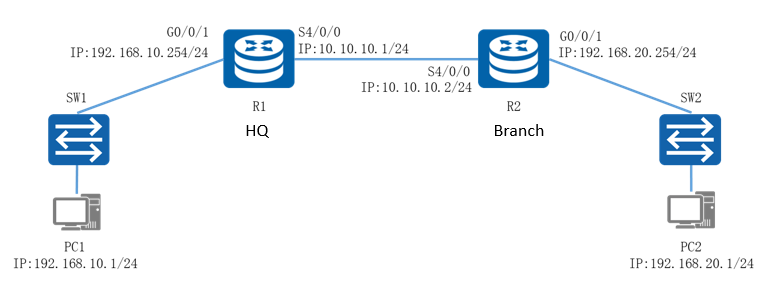 G0/0/1
IP:192.168.10.254/24
S4/0/0
IP:10.10.10.1/24
G0/0/1
IP:192.168.20.254/24
S4/0/0
IP:10.10.10.2/24
SW1
R1
R2
SW2
HQ
Branch
PC1
IP:192.168.10.1/24
PC2
IP:192.168.20.1/24